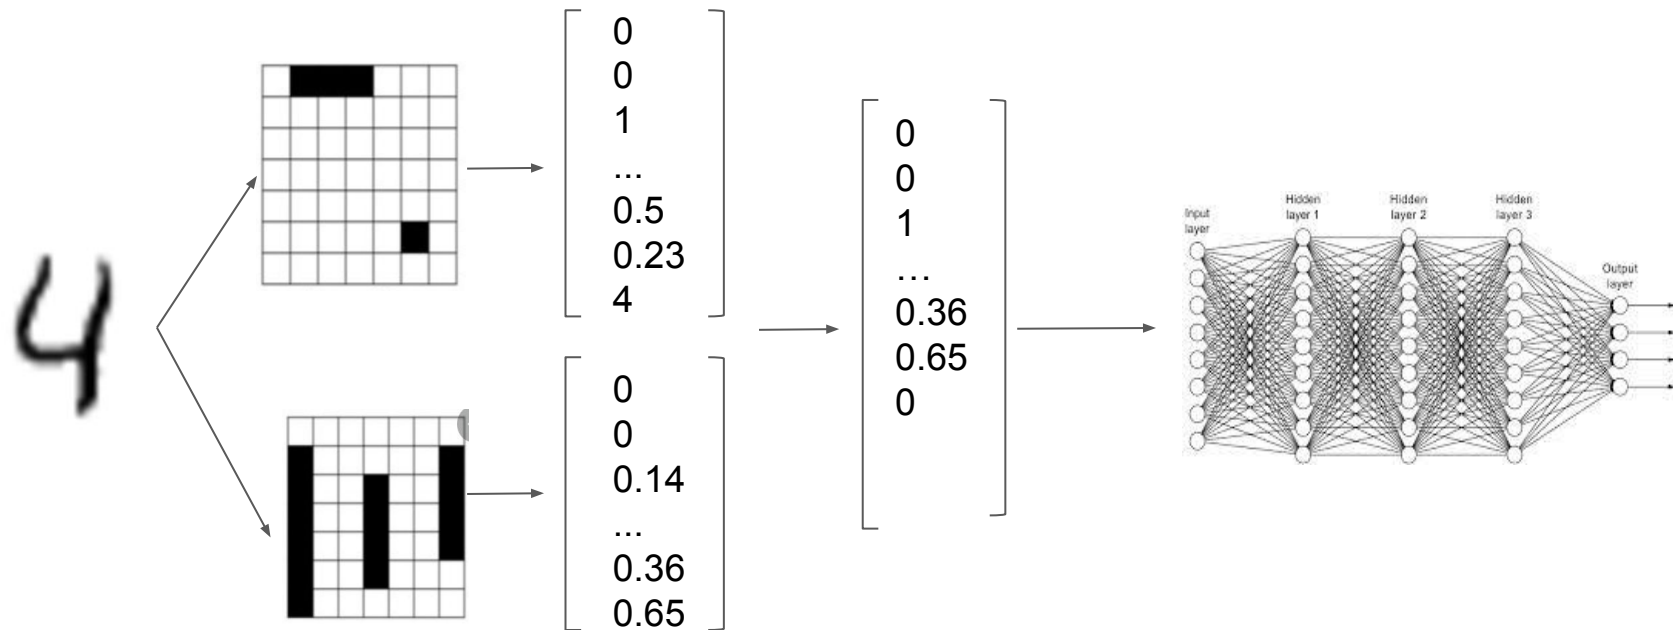 4
0
0
1
...
0.5
0.23
4
0
0
0.14
...
0.36
0.65
0
0
1
...
0.36
0.65
0
Input
layer
Hidden
layer 1
Hidden
layer 2
Hidden
layer 3
Output
layer